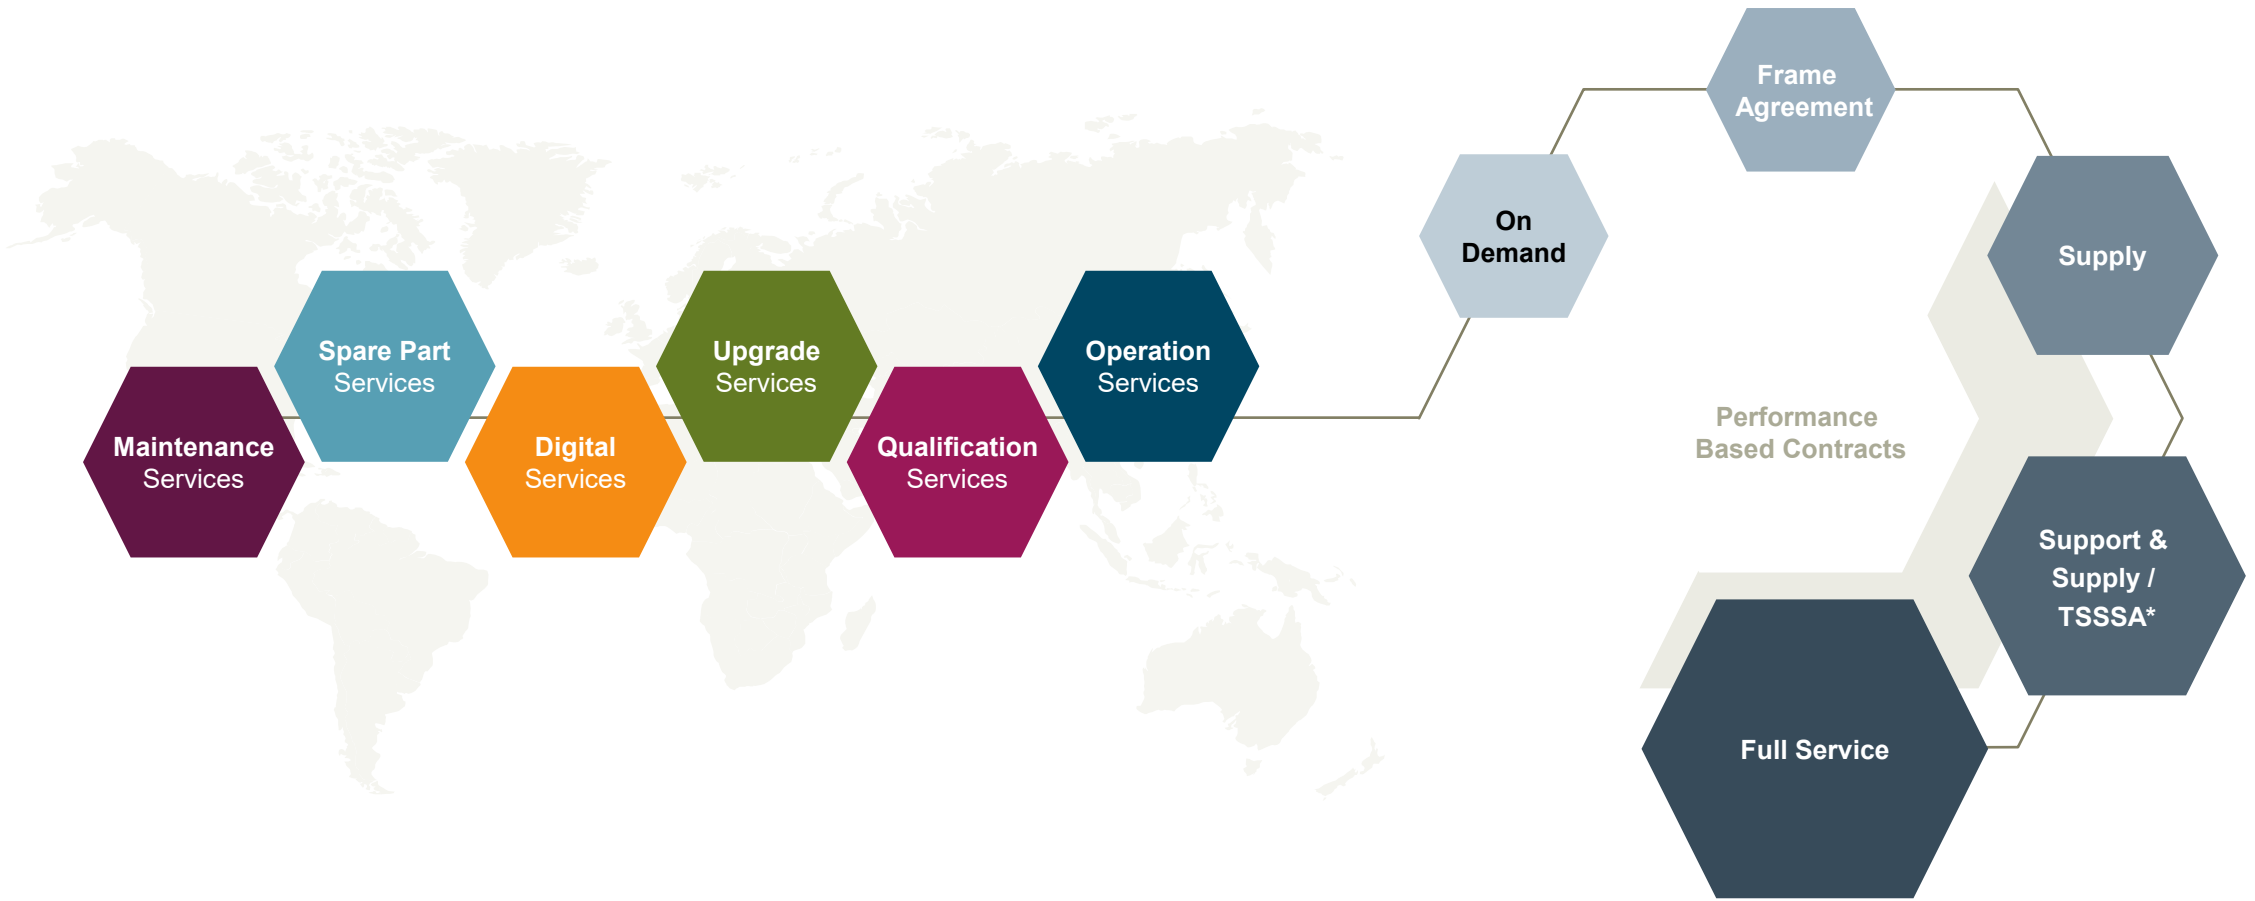 Maintenance
Services
Spare Part
Services
Digital
Services
Upgrade
Services
Qualification
Services
Operation
Services
On
Demand
Frame
Agreement
Supply
Performance
Based Contracts
Support &
Supply /
TSSSA*
Full Service